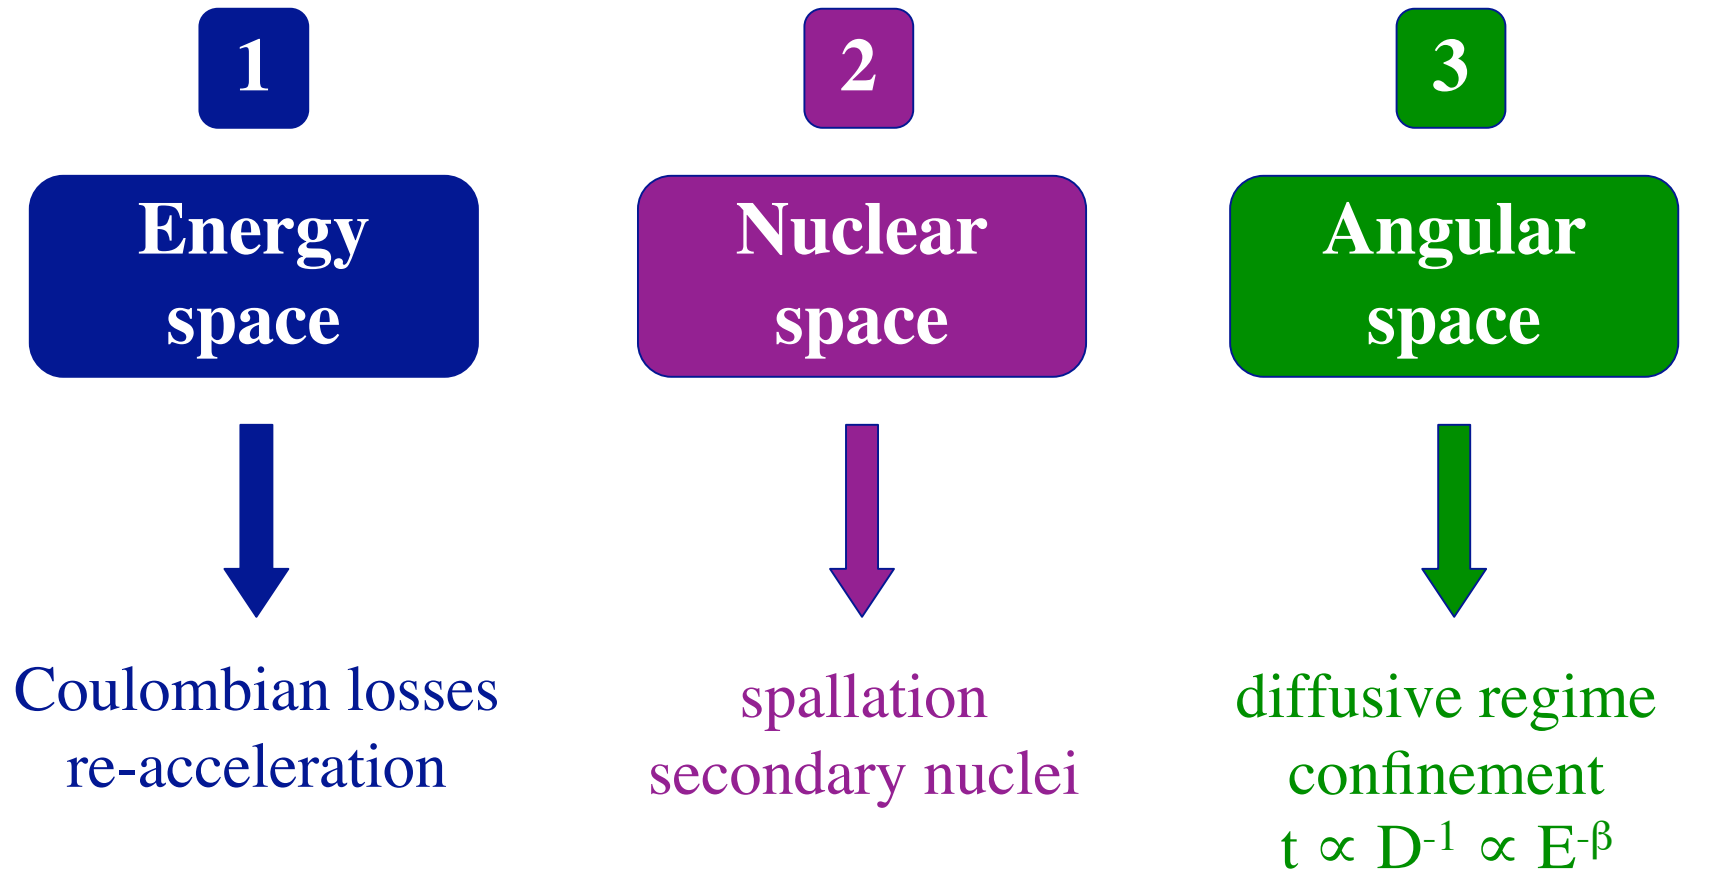 1
Energy
space
Coulombian losses
re-acceleration
2
Nuclear
space
spallation
secondary nuclei
3
Angular
space
diffusive regime
confinement
t ∝ D⁻¹ ∝ E⁻ᵝ